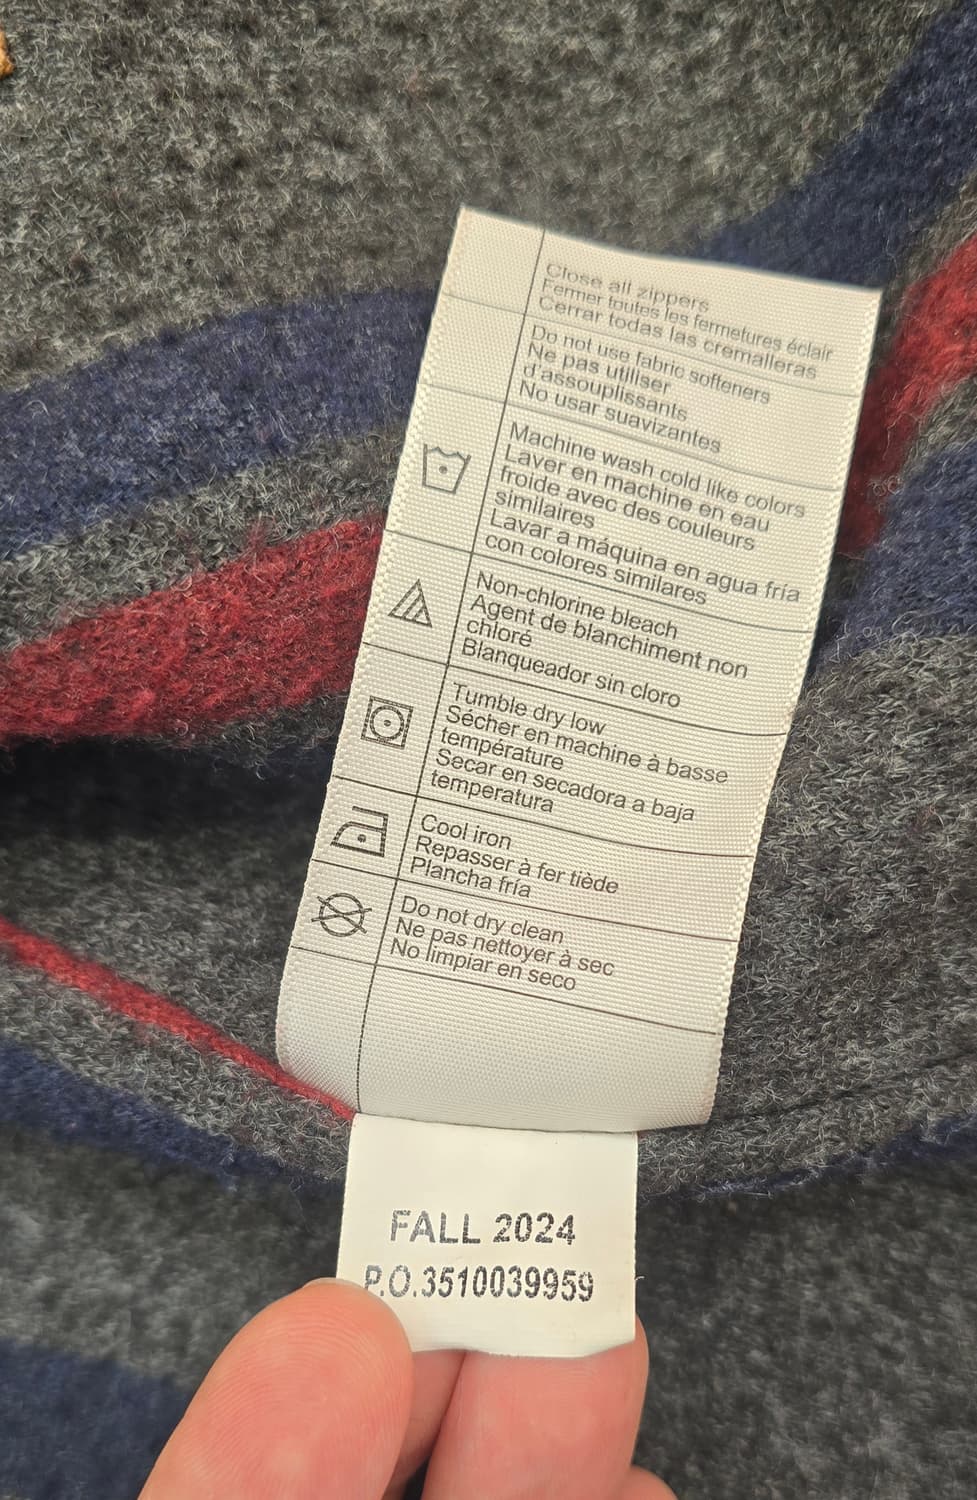 Close all zippers
Fermer toutes les fermetures éclair
Cerrar todas las cremalleras
Do not use fabric softeners
Ne pas utiliser
d'assouplissants
No usar suavizantes
Machine wash cold like colors
Laver en machine en eau
froide avec des couleurs
similaires
Lavar a máquina en agua fría
con colores similares
Non-chlorine bleach
Agent de blanchiment non
chloré
Blanqueador sin cloro
Tumble dry low
Sécher en machine à basse
température
Secar en secadora a baja
temperatura
Cool iron
Repasser à fer tiède
Plancha fría
Do not dry clean
Ne pas nettoyer à sec
No limpiar en seco
FALL 2024
P.O.3510039959